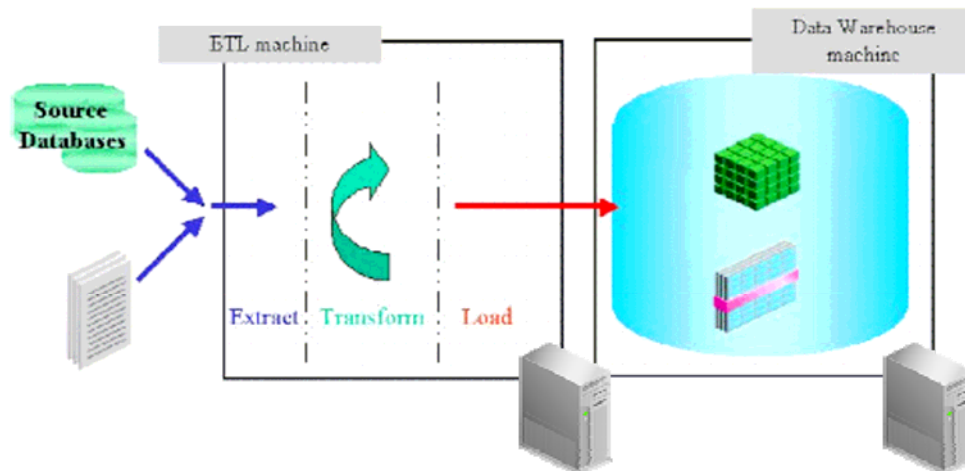 ETL machine
Data Warehouse
machine
Source
Databases
Extract
Transform
Load